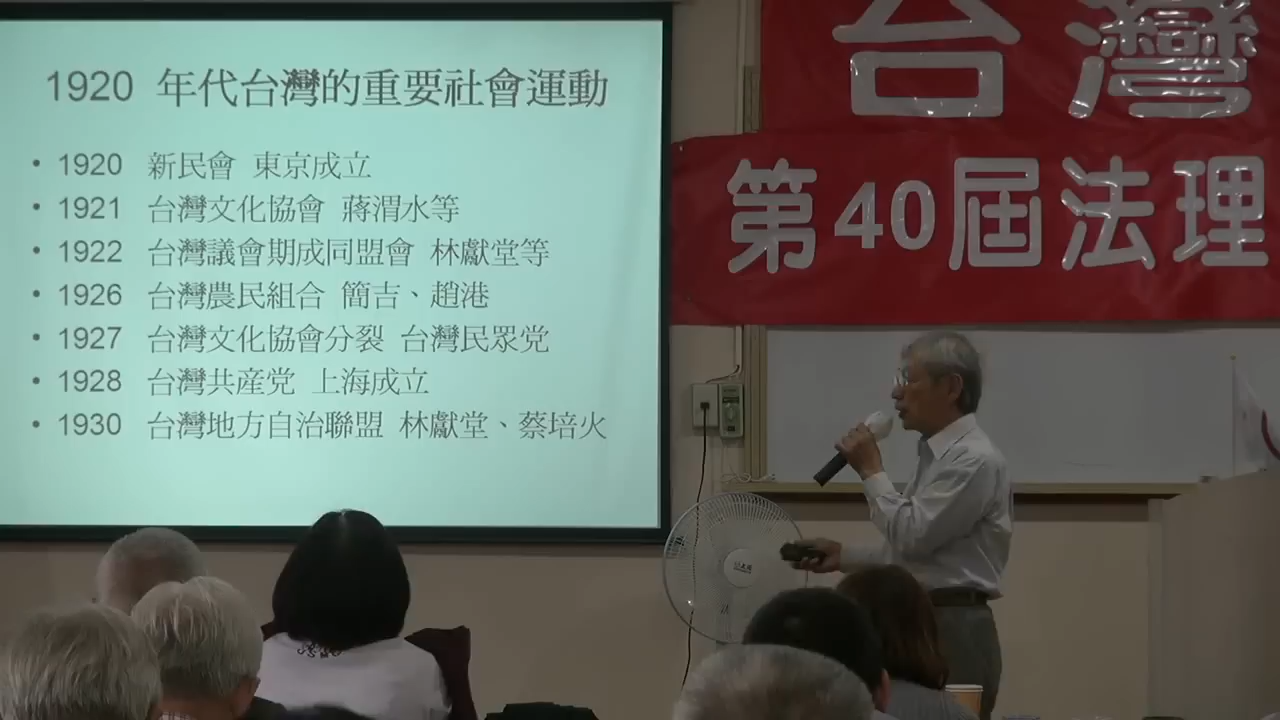 1920 年代台灣的重要社會運動
• 1920 新民會 東京成立
• 1921 台灣文化協會 蔣渭水等
• 1922 台灣議會期成同盟會 林獻堂等
• 1926 台灣農民組合 簡吉、趙港
• 1927 台灣文化協會分裂 台灣民眾党
• 1928 台灣共産党 上海成立
• 1930 台灣地方自治聯盟 林獻堂、蔡培火
台灣
第40屆法理